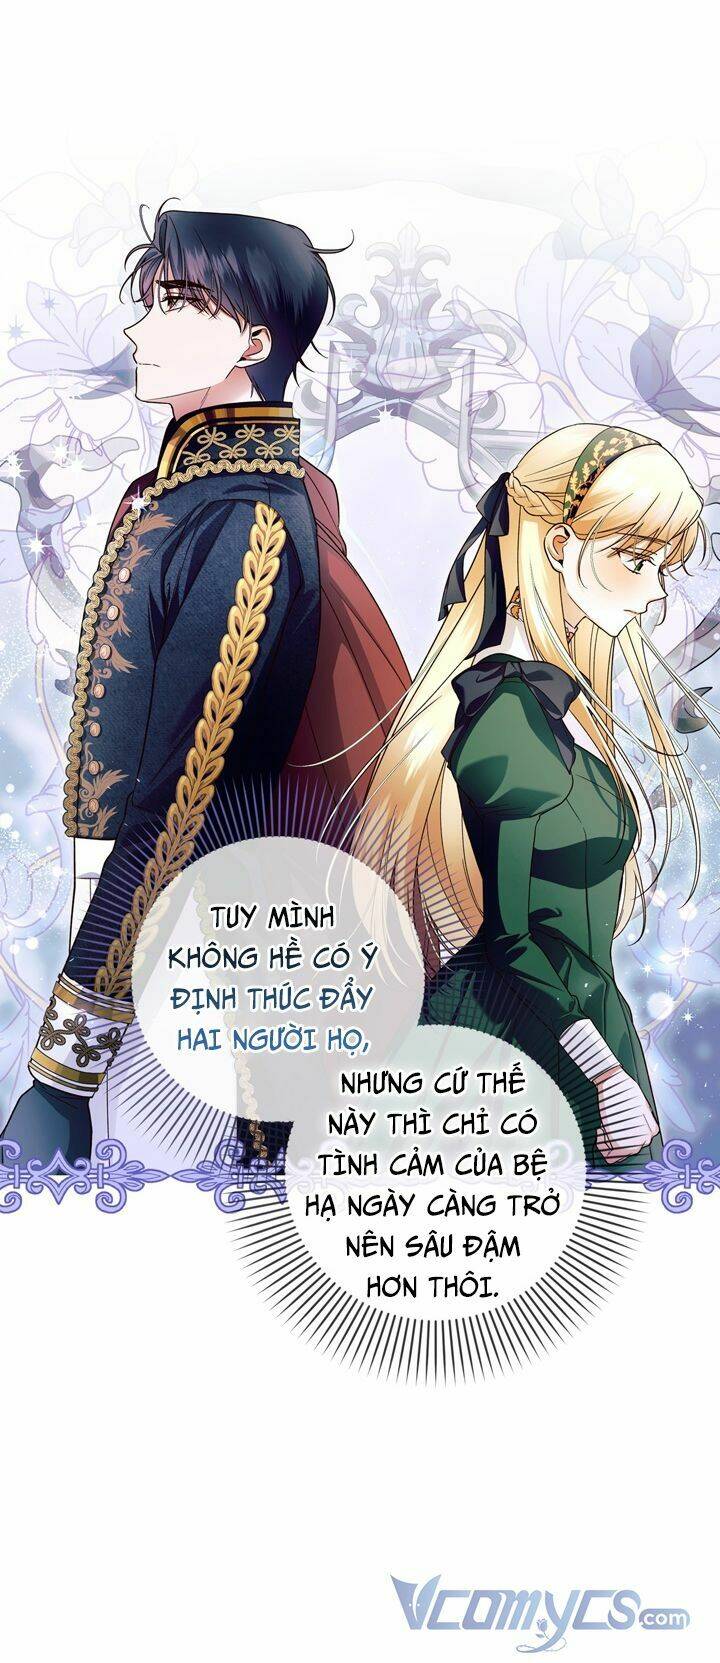 TUY MÌNH
KHÔNG HỀ CÓ Ý
ĐỊNH THÚC ĐẨY
HAI NGƯỜI HỌ,
NHƯNG CỨ THẾ
NÀY THÌ CHỈ CÓ
TÌNH CẢM CỦA BỆ
HẠ NGÀY CÀNG TRỞ
NÊN SÂU ĐẬM
HƠN THÔI.
VCOMYCS.com